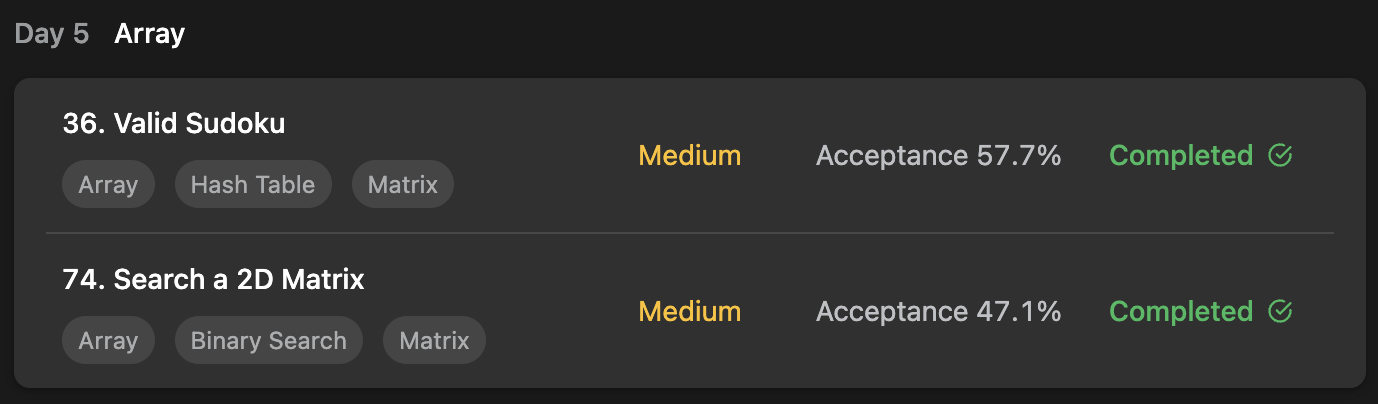 Day 5 Array
36. Valid Sudoku
Array Hash Table Matrix
Medium Acceptance 57.7% Completed
74. Search a 2D Matrix
Array Binary Search Matrix
Medium Acceptance 47.1% Completed